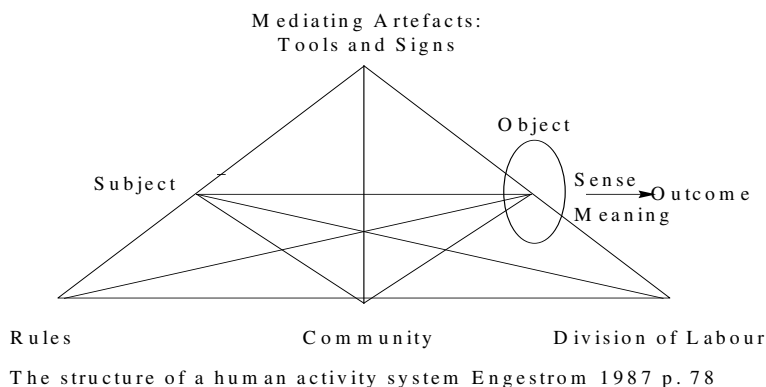 Mediating Artefacts:
Tools and Signs
Object
Subject
Sense
Outcome
Meaning
Rules
Community
Division of Labour
The structure of a human activity system Engestrom 1987 p.78